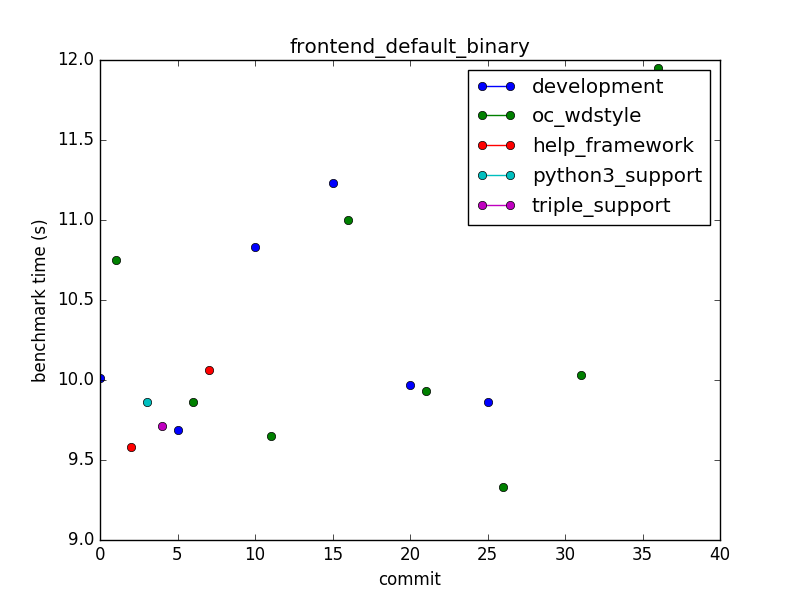 frontend_default_binary
12.0
11.5
11.0
10.5
10.0
9.5
9.0
benchmark time (s)
development
oc_wdstyle
help_framework
python3_support
triple_support
0 5 10 15 20 25 30 35 40
commit